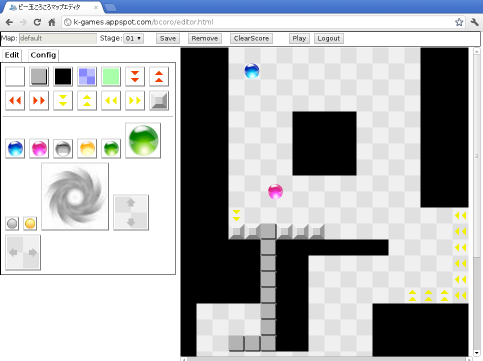 ビー玉ころころマップエディタ
k-games.appspot.com/bcoro/editor.html
Map: default Stage: 01 Save Remove ClearScore Play Logout
Edit Config